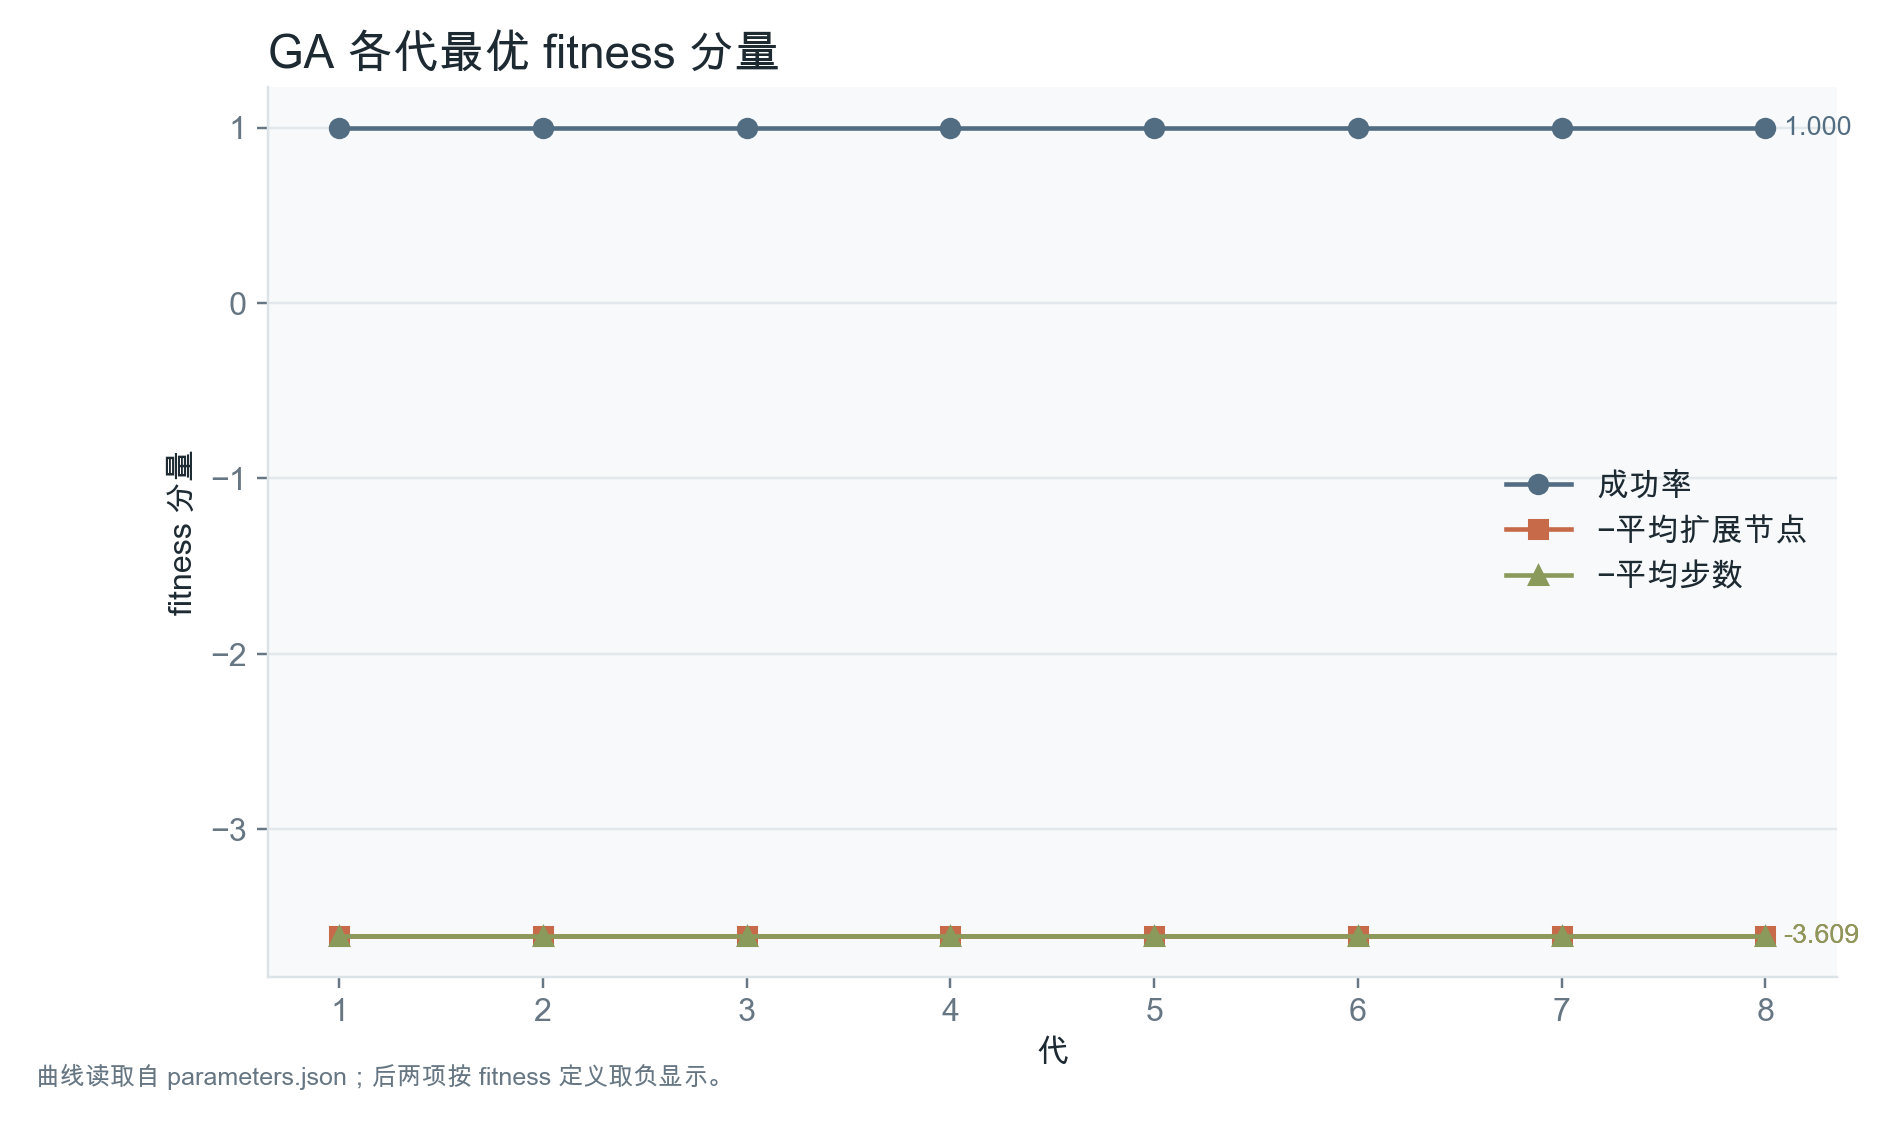 GA 各代最优 fitness 分量
1
0
−1
−2
−3
fitness 分量
1.000
成功率
−平均扩展节点
−平均步数
-3.609
1 2 3 4 5 6 7 8
代
曲线读取自 parameters.json；后两项按 fitness 定义取负显示。